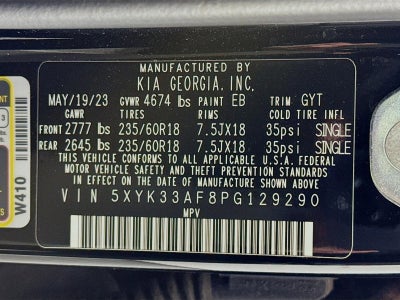 MANUFACTURED BY
KIA GEORGIA, INC.
MAY/19/23 GVWR 4674 lbs PAINT EB TRIM GYT
GAWR TIRES RIMS COLD TIRE INFL
FRONT 2777 lbs 235/60R18 7.5JX18 35psi SINGLE
REAR 2645 lbs 235/60R18 7.5JX18 35psi SINGLE
THIS VEHICLE CONFORMS TO ALL APPLICABLE U.S.A. FEDERAL
MOTOR VEHICLE SAFETY AND THEFT PREVENTION STANDARDS
IN EFFECT ON THE DATE OF MANUFACTURE SHOWN ABOVE.
VIN 5XYK33AF8PG129290
MPV
W410